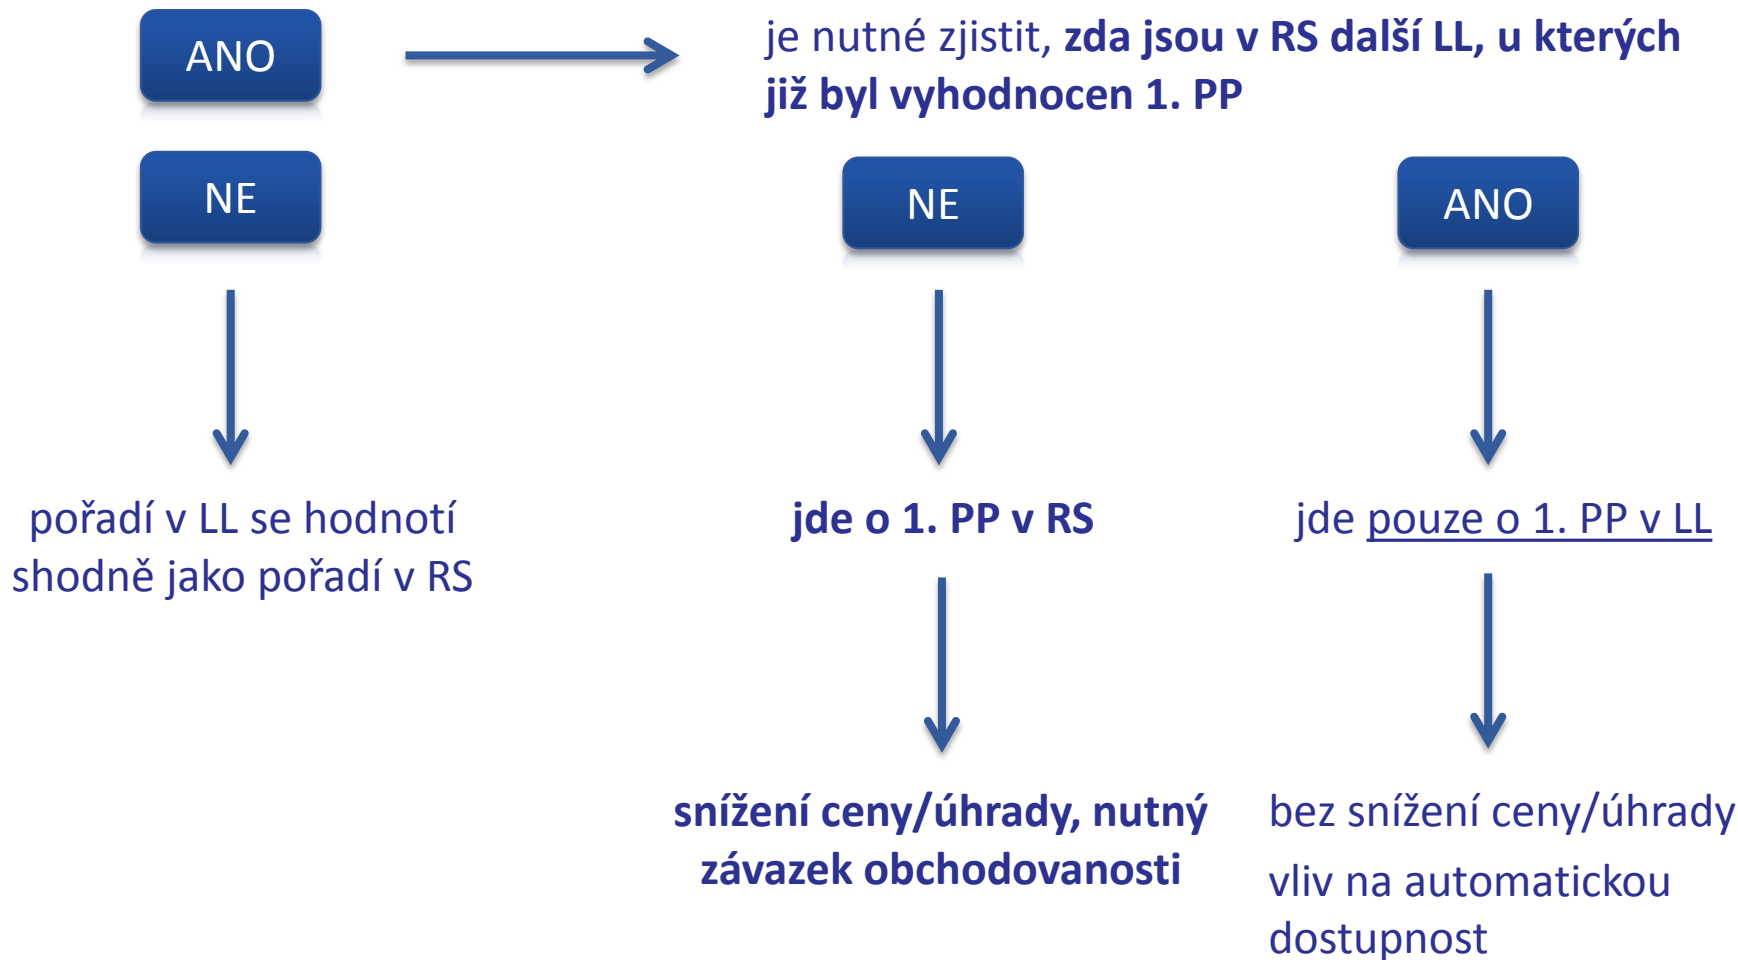 ANO
je nutné zjistit, zda jsou v RS další LL, u kterých
již byl vyhodnocen 1. PP
NE
NE
ANO
pořadí v LL se hodnotí
shodně jako pořadí v RS
jde o 1. PP v RS
jde pouze o 1. PP v LL
snížení ceny/úhrady, nutný
závazek obchodovanosti
bez snížení ceny/úhrady
vliv na automatickou
dostupnost